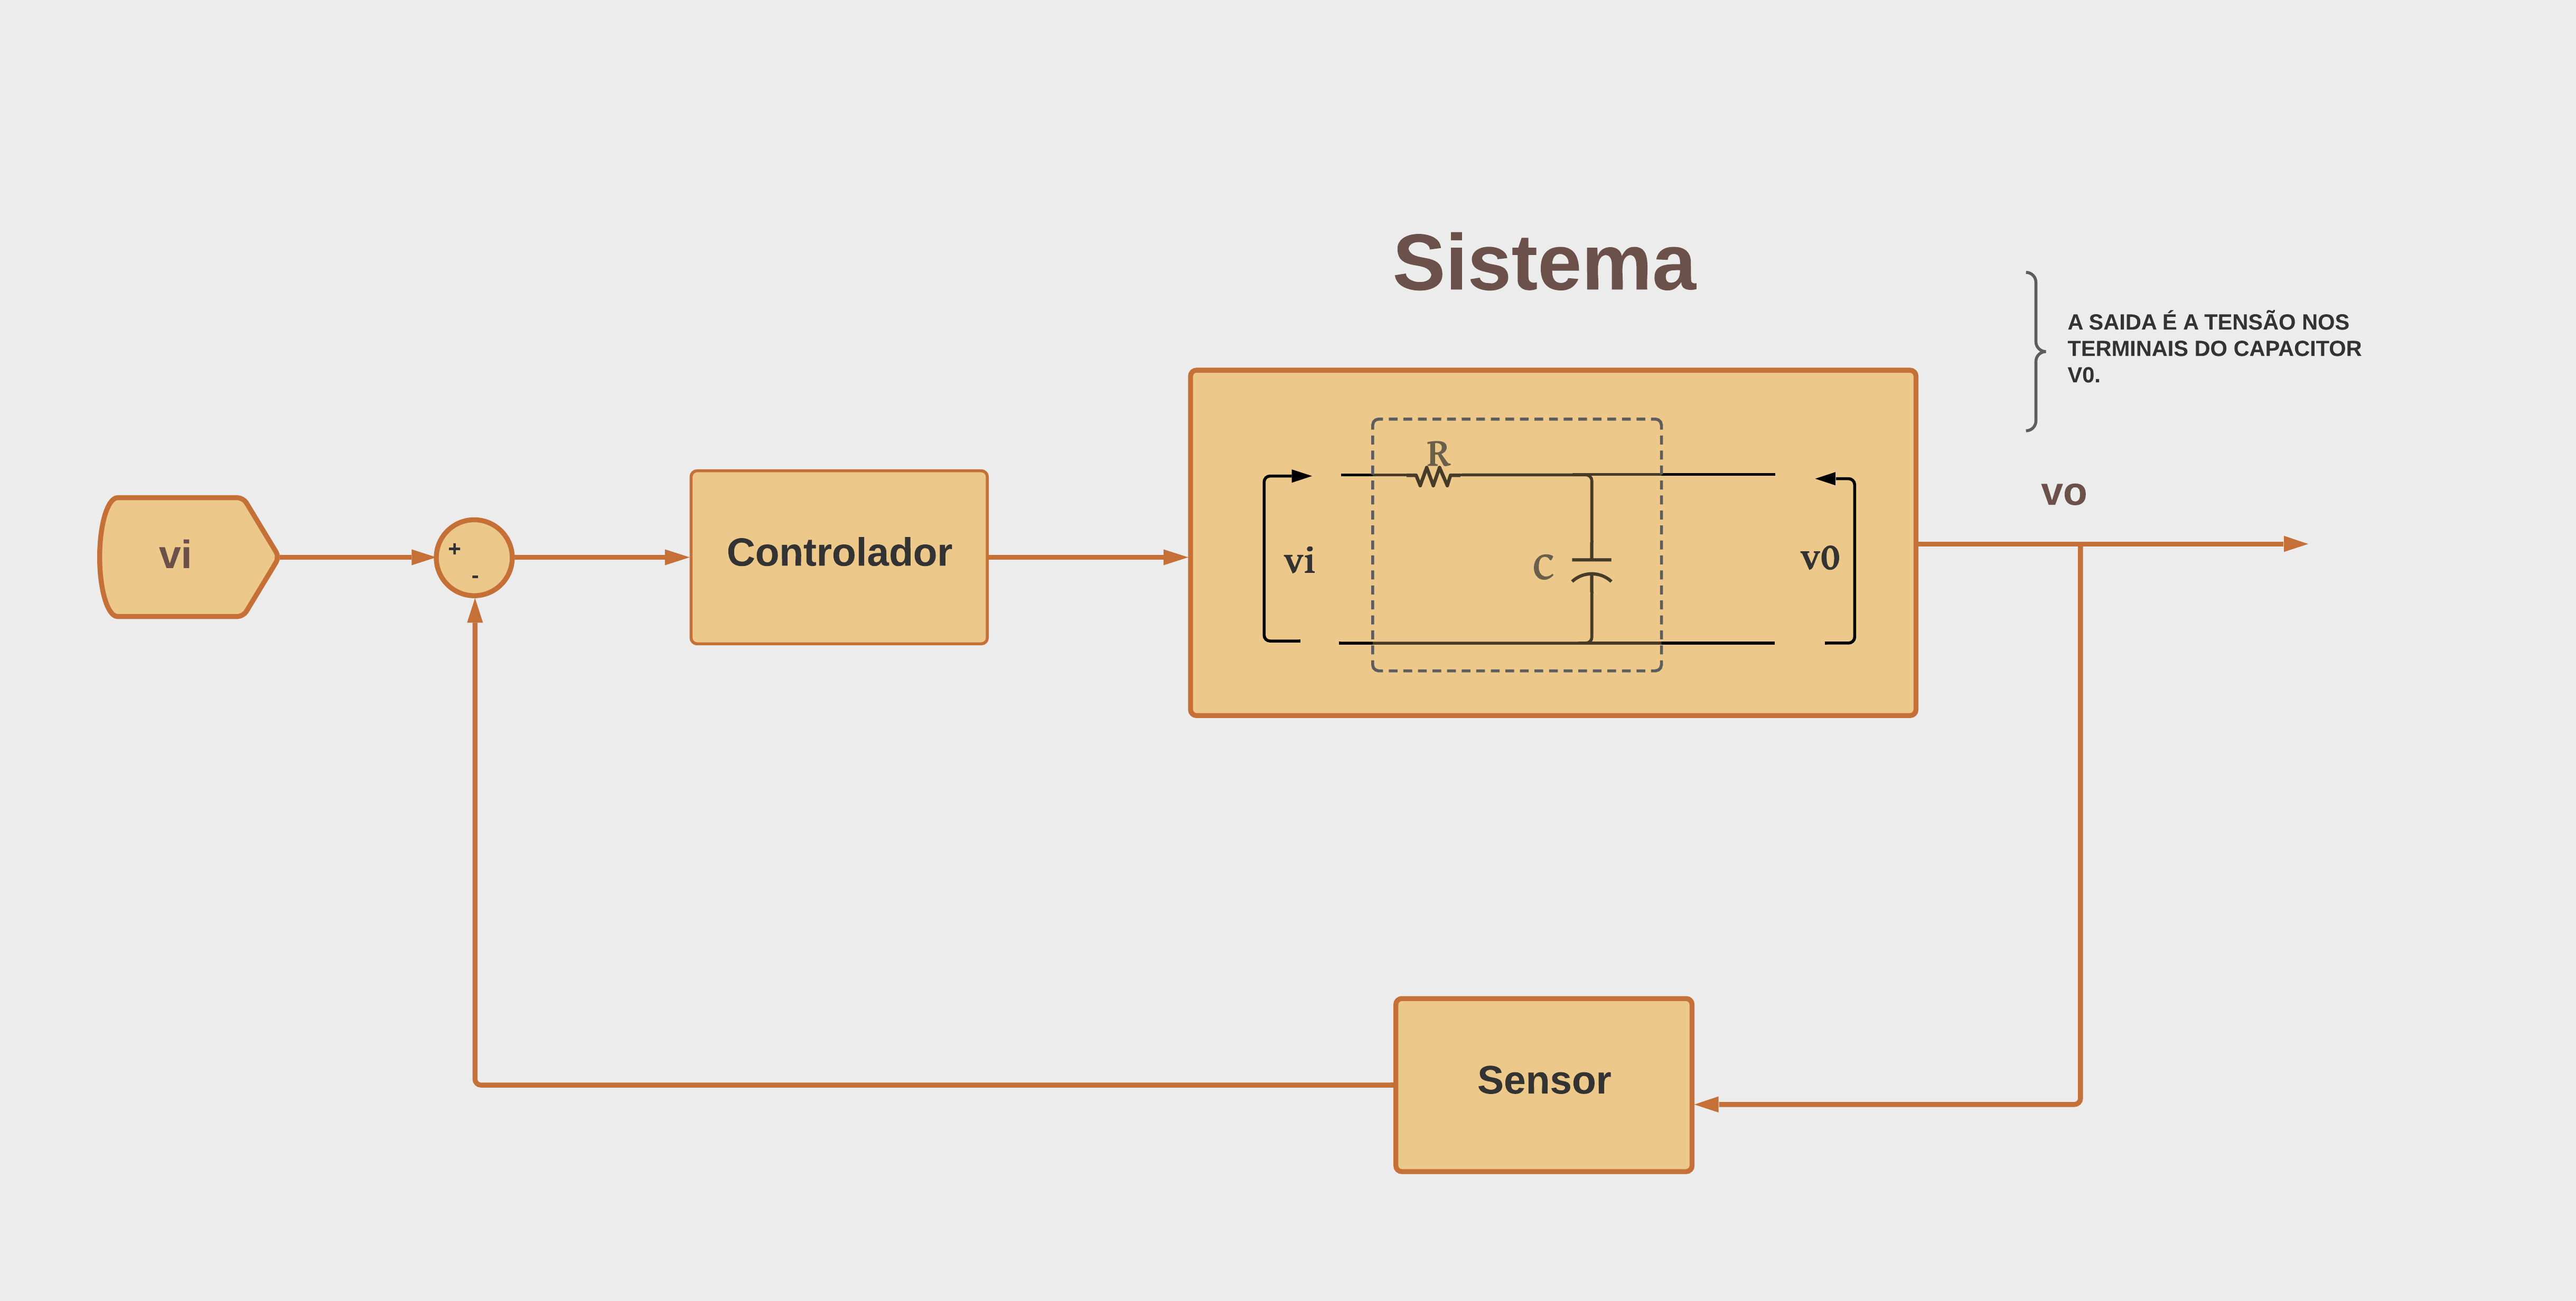 Sistema
A SAIDA É A TENSÃO NOS
TERMINAIS DO CAPACITOR
V0.
R
vi
+
-
Controlador
vi
C
v0
vo
Sensor